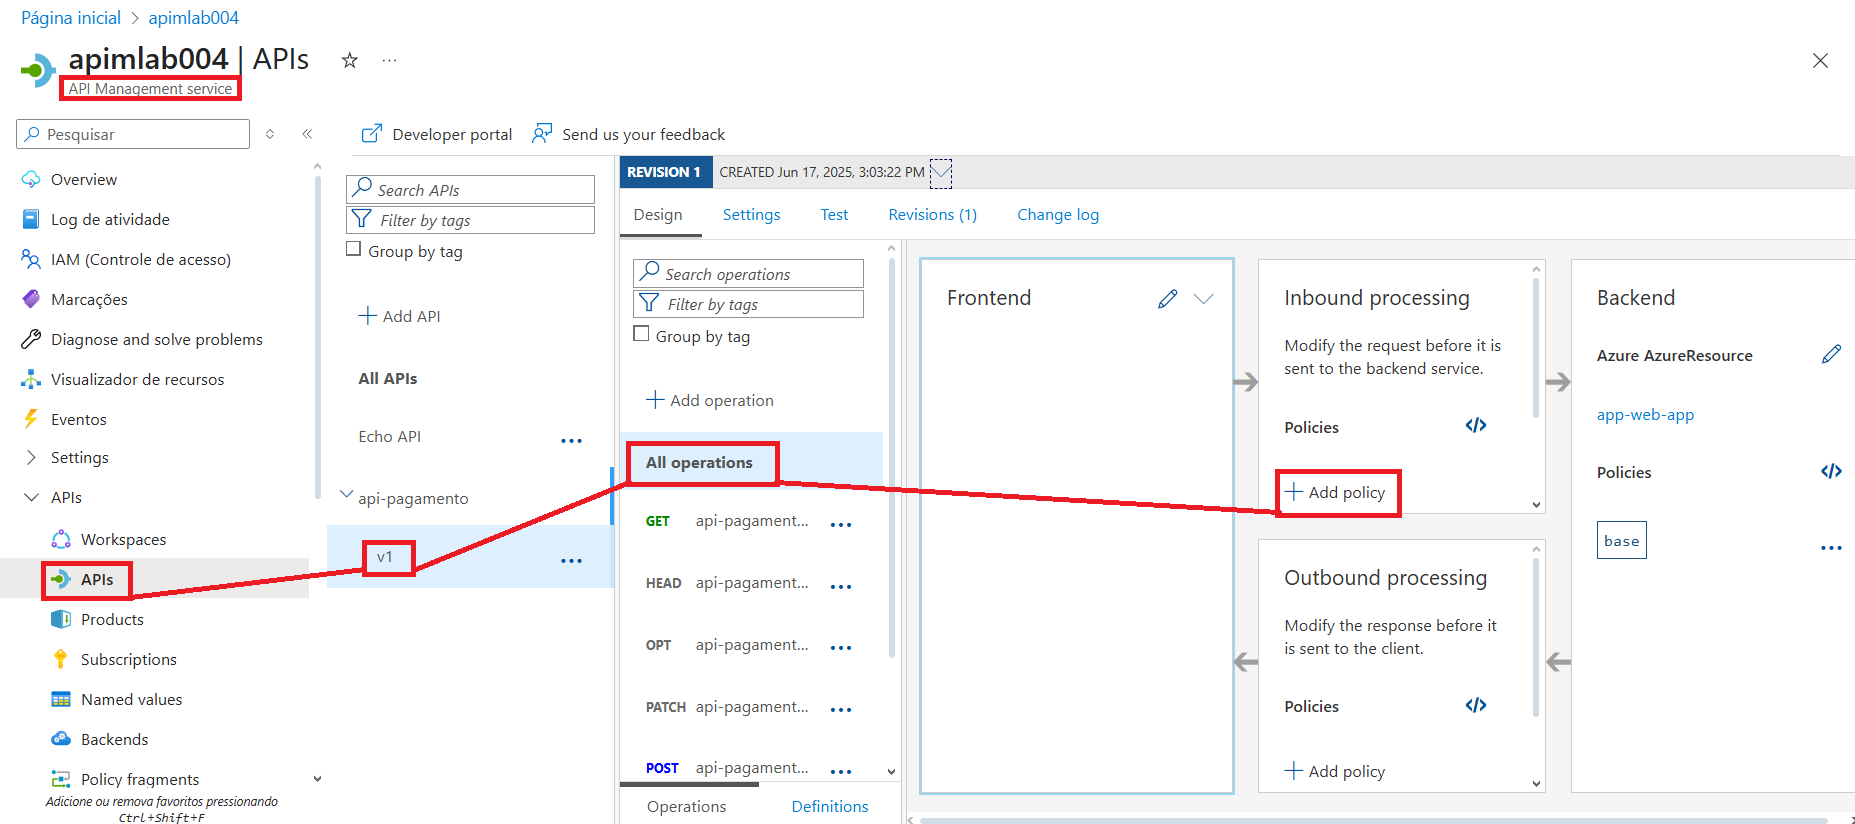 Página inicial > apimlab004
apimlab004 | APIs
API Management service
Pesquisar
Overview
Log de atividade
IAM (Controle de acesso)
Marcações
Diagnose and solve problems
Visualizador de recursos
Eventos
Settings
APIs
Workspaces
APIs
Products
Subscriptions
Named values
Backends
Policy fragments
Adicione ou remova favoritos pressionando
Ctrl+Shift+F
Developer portal
Send us your feedback
Search APIs
Filter by tags
Group by tag
Add API
All APIs
Echo API
api-pagamento
v1
REVISION 1
CREATED Jun 17, 2025, 3:03:22 PM
Design
Settings
Test
Revisions (1)
Change log
Search operations
Filter by tags
Group by tag
Add operation
All operations
GET api-pagament...
HEAD api-pagament...
OPT api-pagament...
PATCH api-pagament...
POST api-pagament...
Operations
Definitions
Frontend
Inbound processing
Modify the request before it is
sent to the backend service.
Policies
Add policy
Outbound processing
Modify the response before it
is sent to the client.
Policies
Add policy
Backend
Azure AzureResource
app-web-app
Policies
base